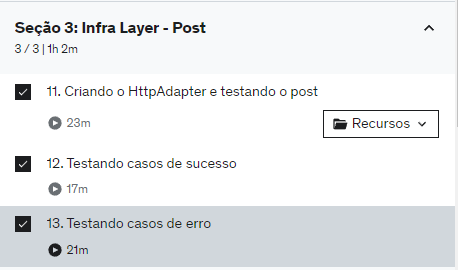 Seção 3: Infra Layer - Post
3 / 3 | 1h 2m
11. Criando o HttpAdapter e testando o post
23m
Recursos
12. Testando casos de sucesso
17m
13. Testando casos de erro
21m